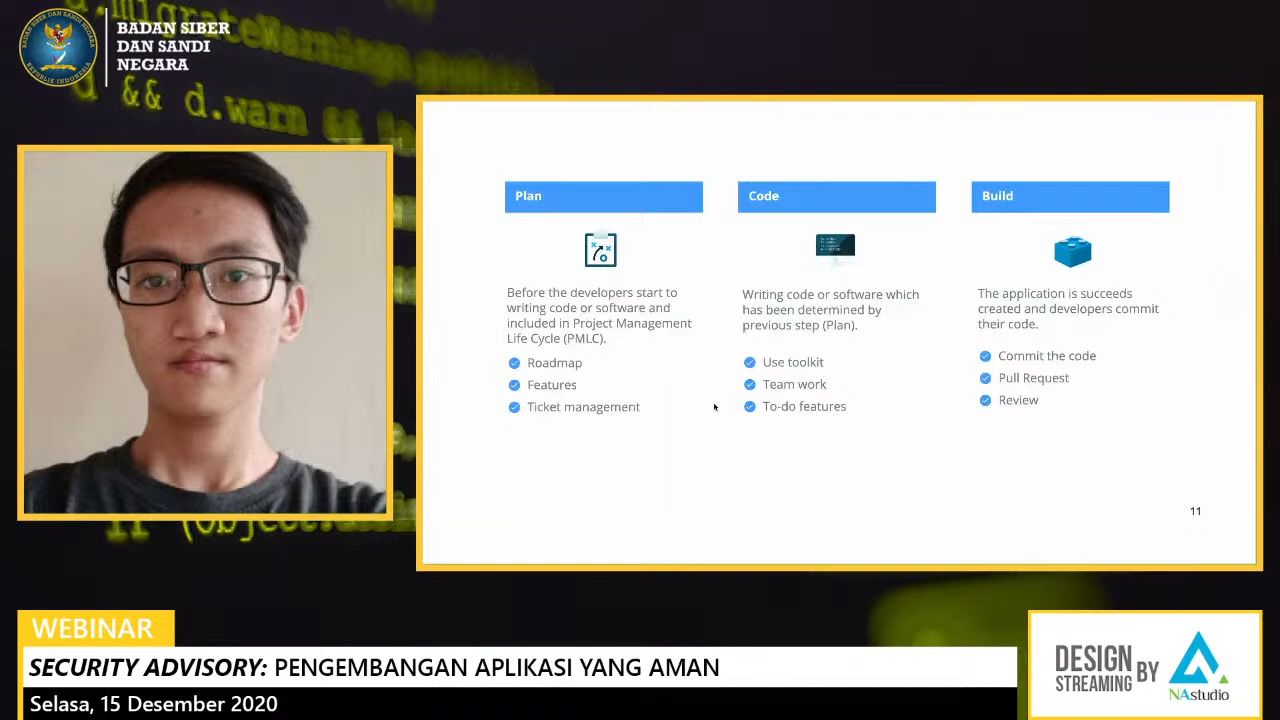 BADAN SIBER
DAN SANDI
NEGARA
d.migrateWarnings
d && d.warn &&
Plan
Before the developers start to
writing code or software and
included in Project Management
Life Cycle (PMLC).
Roadmap
Features
Ticket management
Code
Writing code or software which
has been determined by
previous step (Plan).
Use toolkit
Team work
To-do features
Build
The application is succeeds
created and developers commit
their code.
Commit the code
Pull Request
Review
11
WEBINAR
SECURITY ADVISORY: PENGEMBANGAN APLIKASI YANG AMAN
Selasa, 15 Desember 2020
DESIGN
STREAMING
BY
NAstudio